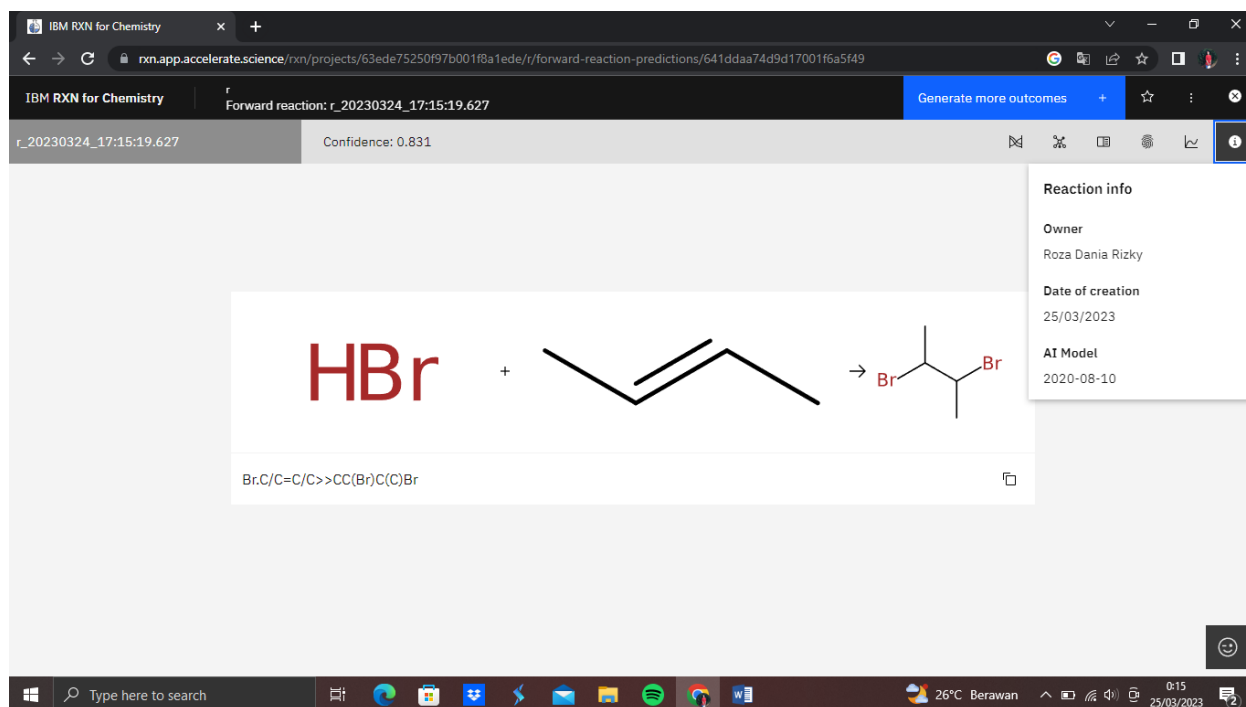 IBM RXN for Chemistry
rxn.app.accelerate.science/rxn/projects/63ede75250f97b001f8a1ede/r/forward-reaction-predictions/641ddaa74d9d17001f6a5f49
IBM RXN for Chemistry
r
Forward reaction: r_20230324_17:15:19.627
Generate more outcomes +
r_20230324_17:15:19.627
Confidence: 0.831
Reaction info
Owner
Roza Dania Rizky
Date of creation
25/03/2023
AI Model
2020-08-10
HBr + → Br Br
Br.C/C=C/C>>CC(Br)C(C)Br
Type here to search
26°C Berawan
0:15
25/03/2023
2